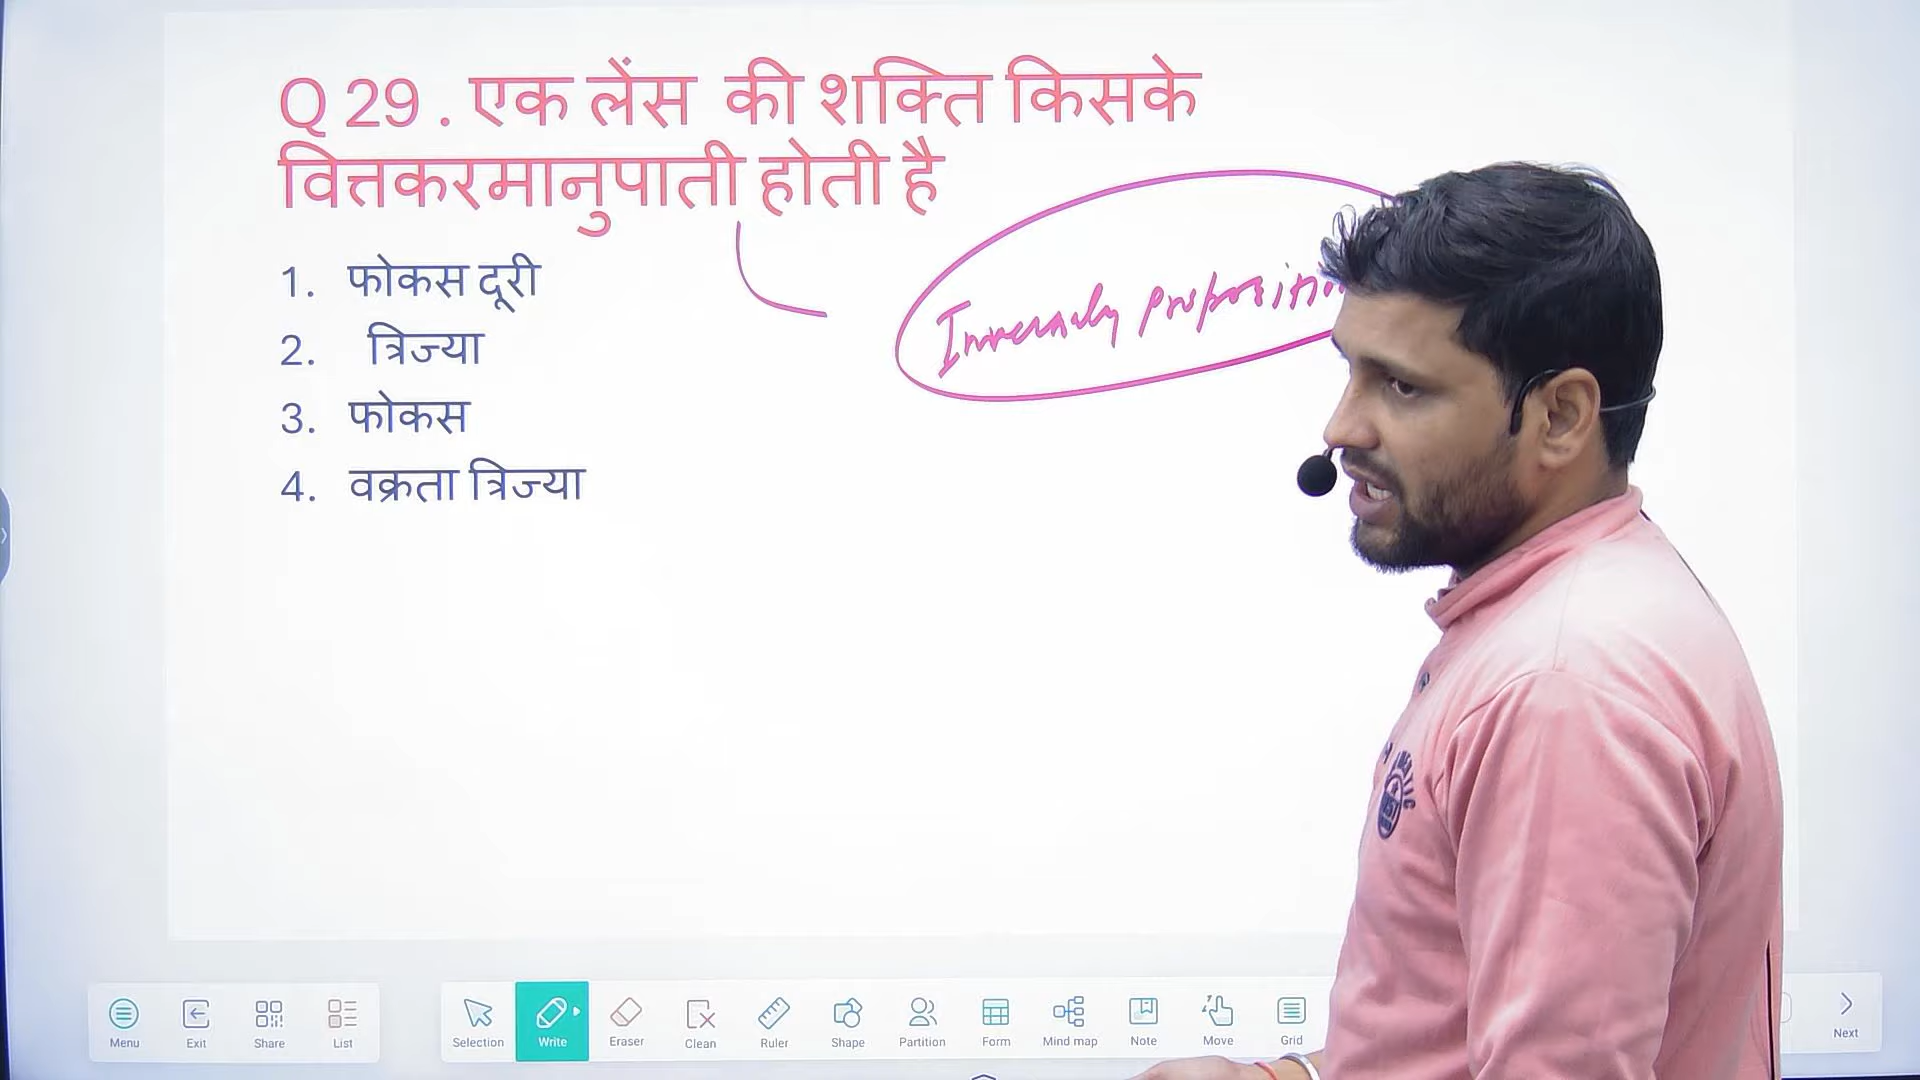 Q 29 . एक लेंस की शक्ति किसके
वित्तकरमानुपाती होती है
1. फोकस दूरी
2. त्रिज्या
3. फोकस
4. वक्रता त्रिज्या
Menu
Exit
Share
List
Selection
Write
Eraser
Clean
Ruler
Shape
Partition
Form
Mind map
Note
Move
Grid
Next